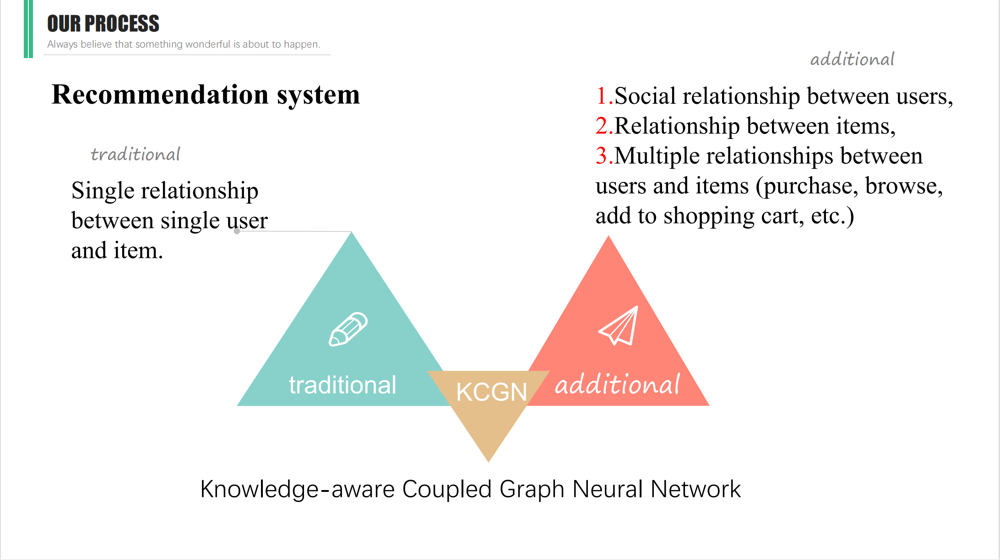 OUR PROCESS
Always believe that something wonderful is about to happen.
Recommendation system
traditional
Single relationship
between single user
and item.
additional
1.Social relationship between users,
2.Relationship between items,
3.Multiple relationships between
users and items (purchase, browse,
add to shopping cart, etc.)
traditional
KCGN
additional
Knowledge-aware Coupled Graph Neural Network